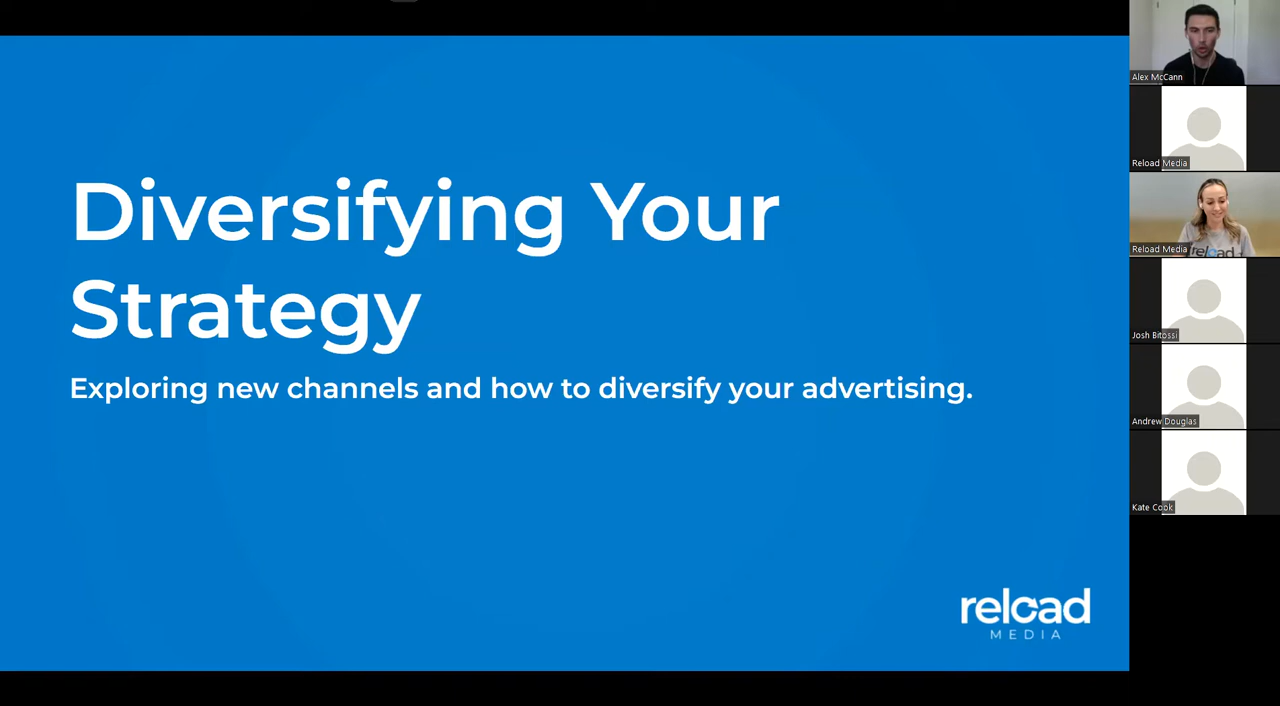 Diversifying Your
Strategy
Exploring new channels and how to diversify your advertising.
reload
MEDIA
Alex McCann
Reload Media
reload
Reload Media
Josh Bitossi
Andrew Douglas
Kate Cook